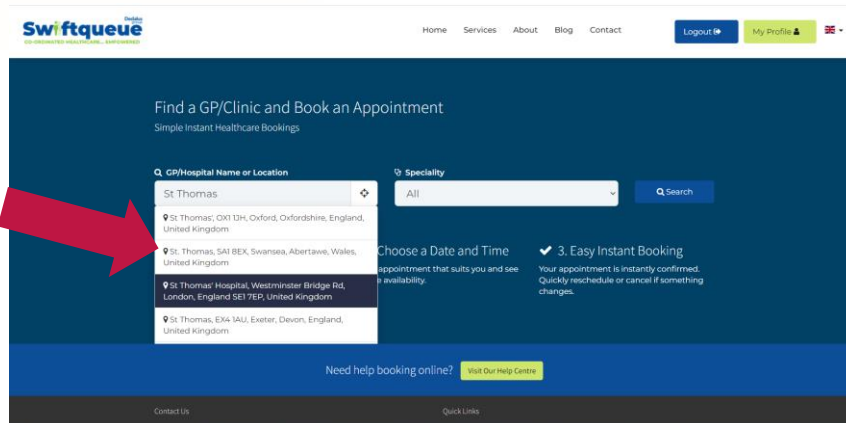 Swiftqueue
CO-ORDINATED HEALTHCARE... EMPOWERED
Home Services About Blog Contact
Logout
My Profile
Find a GP/Clinic and Book an Appointment
Simple Instant Healthcare Bookings
GP/Hospital Name or Location
Speciality
St Thomas
All
Search
St Thomas', OX1 1JH, Oxford, Oxfordshire, England,
United Kingdom
St. Thomas, SA1 8EX, Swansea, Abertawe, Wales,
United Kingdom
St Thomas' Hospital, Westminster Bridge Rd,
London, England SE1 7EP, United Kingdom
St Thomas, EX4 1AU, Exeter, Devon, England,
United Kingdom
Choose a Date and Time
appointment that suits you and see
availability.
3. Easy Instant Booking
Your appointment is instantly confirmed.
Quickly reschedule or cancel if something
changes.
Need help booking online?
Visit Our Help Centre
Contact Us
Quick Links